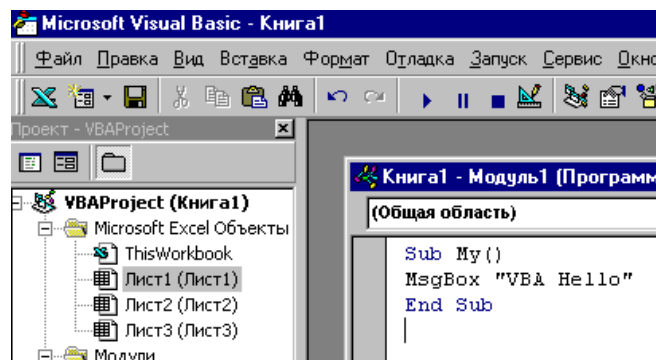 Microsoft Visual Basic - Книга1
Файл Правка Вид Вставка Формат Отладка Запуск Сервис Окно
Проект - VBAProject
VBAProject (Книга1)
Microsoft Excel Объекты
ThisWorkbook
Лист1 (Лист1)
Лист2 (Лист2)
Лист3 (Лист3)
Модули
Книга1 - Модуль1 (Программ
(Общая область)
Sub My()
MsgBox "VBA Hello"
End Sub